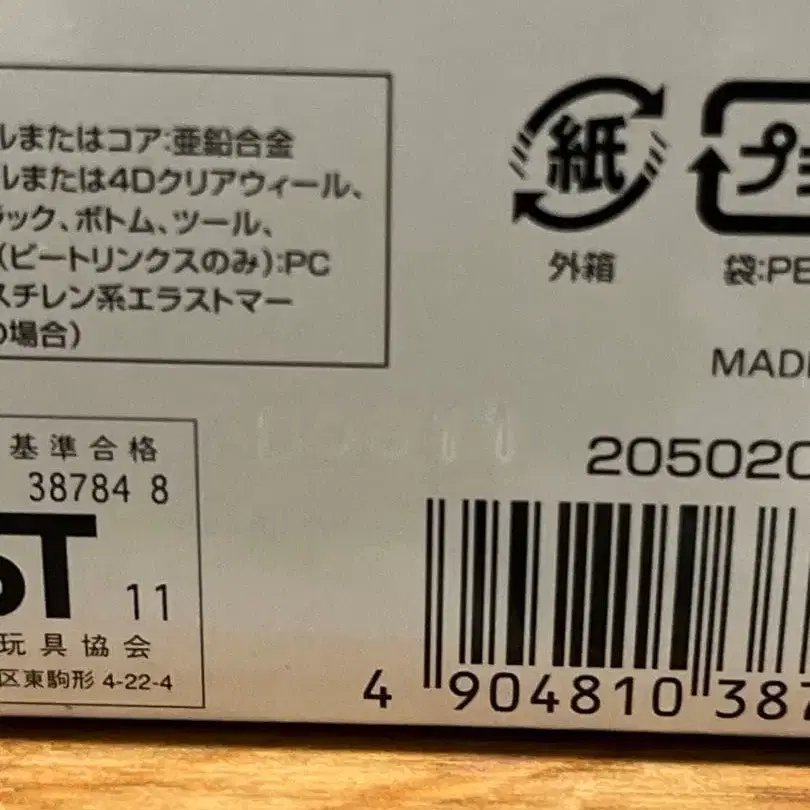 ルまたはコア:亜鉛合金
ルまたは4Dクリアウィール、
ラック、ボトム、ツール、
(ビートリンクスのみ):PC
スチレン系エラストマー
の場合)
紙
外箱
プラ
袋:PE
MADE
基準合格
38784 8
ST
11
玩具協会
区東駒形 4-22-4
205020
4 904810 387